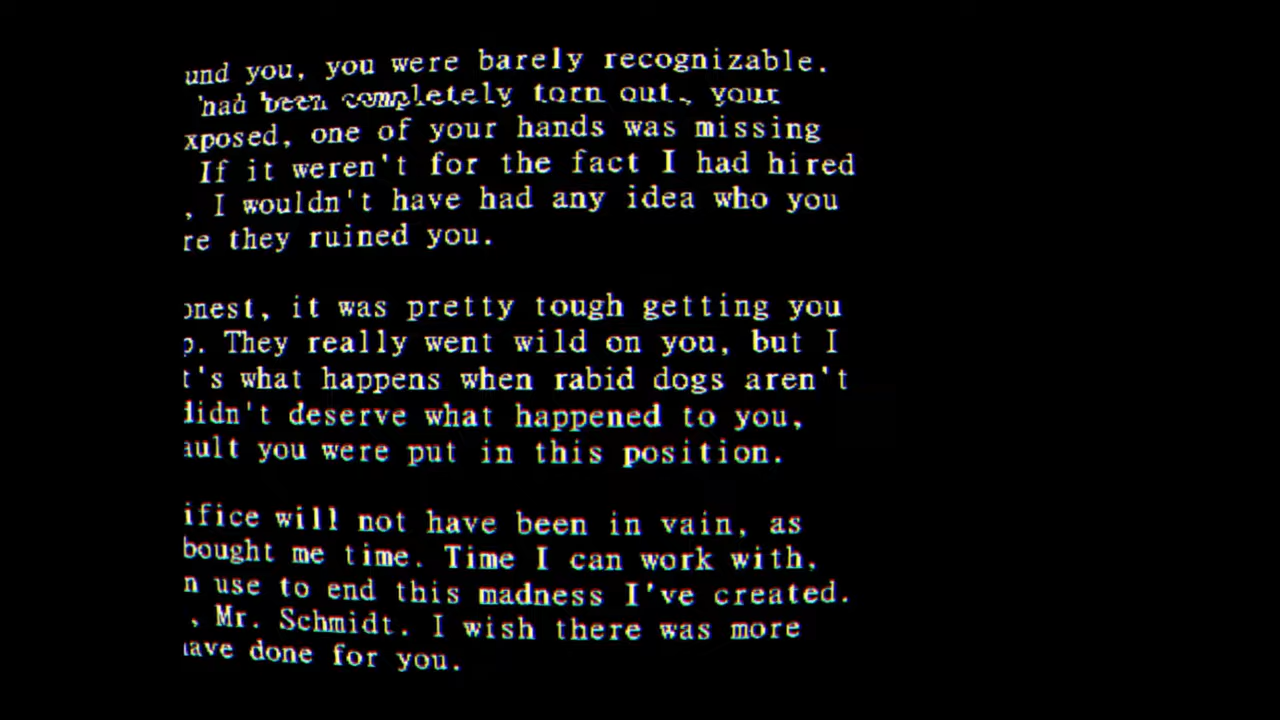 und you, you were barely recognizable.
had been completely torn out, your
xposed, one of your hands was missing
If it weren't for the fact I had hired
, I wouldn't have had any idea who you
re they ruined you.
onest, it was pretty tough getting you
p. They really went wild on you, but I
t's what happens when rabid dogs aren't
didn't deserve what happened to you,
ault you were put in this position.
ifice will not have been in vain, as
bought me time. Time I can work with,
n use to end this madness I've created.
, Mr. Schmidt. I wish there was more
ave done for you.